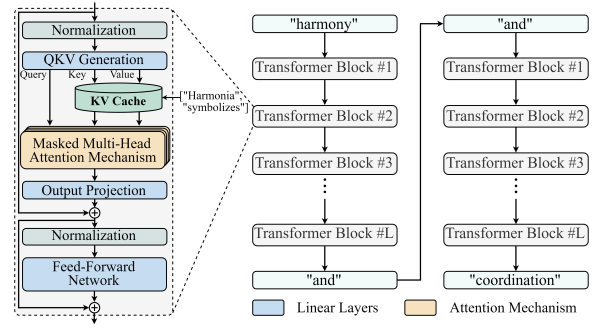 Normalization
QKV Generation
Query
Key
Value
KV Cache
["Harmonia",
"symbolizes"]
Masked Multi-Head
Attention Mechanism
Output Projection
Normalization
Feed-Forward
Network
"harmony"
Transformer Block #1
Transformer Block #2
Transformer Block #3
Transformer Block #L
"and"
"and"
Transformer Block #1
Transformer Block #2
Transformer Block #3
Transformer Block #L
"coordination"
Linear Layers
Attention Mechanism